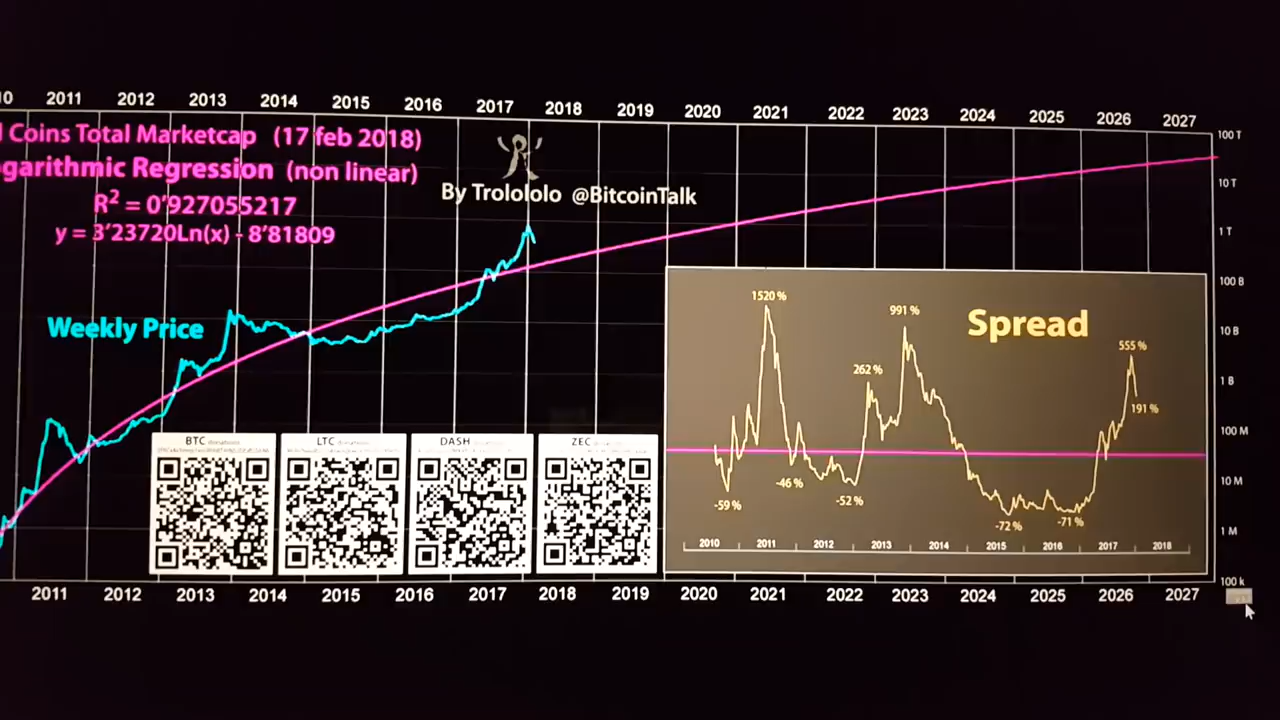 10 2011 2012 2013 2014 2015 2016 2017 2018 2019 2020 2021 2022 2023 2024 2025 2026 2027
l Coins Total Marketcap (17 feb 2018)
garithmic Regression (non linear)
R² = 0'927055217
y = 3'23720Ln(x) - 8'81809
By Trolololo @BitcoinTalk
Weekly Price
100 T
10 T
1 T
100 B
10 B
1 B
100 M
10 M
1 M
100 k
Spread
1520 %
991 %
555 %
262 %
191 %
-46 %
-59 %
-52 %
-72 %
-71 %
2010 2011 2012 2013 2014 2015 2016 2017 2018
BTC
LTC
DASH
ZEC
2011 2012 2013 2014 2015 2016 2017 2018 2019 2020 2021 2022 2023 2024 2025 2026 2027